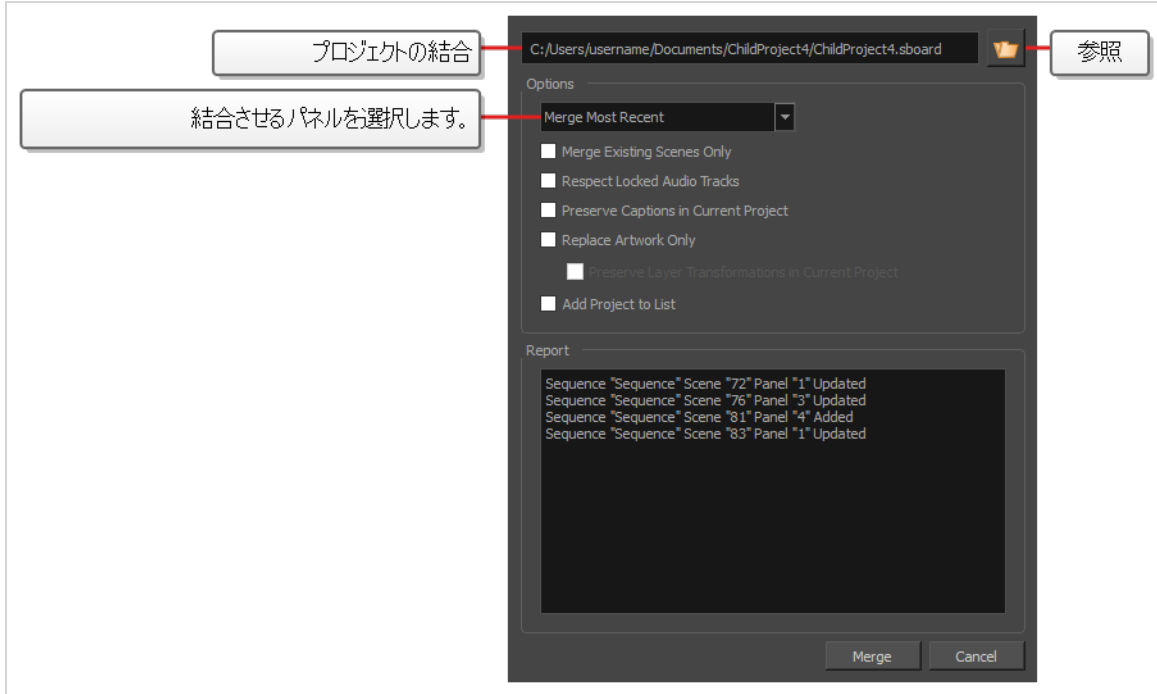 プロジェクトの結合
C:/Users/username/Documents/ChildProject4/ChildProject4.sboard
参照
Options
結合させるパネルを選択します。
Merge Most Recent
Merge Existing Scenes Only
Respect Locked Audio Tracks
Preserve Captions in Current Project
Replace Artwork Only
Preserve Layer Transformations in Current Project
Add Project to List
Report
Sequence "Sequence" Scene "72" Panel "1" Updated
Sequence "Sequence" Scene "76" Panel "3" Updated
Sequence "Sequence" Scene "81" Panel "4" Added
Sequence "Sequence" Scene "83" Panel "1" Updated
Merge
Cancel